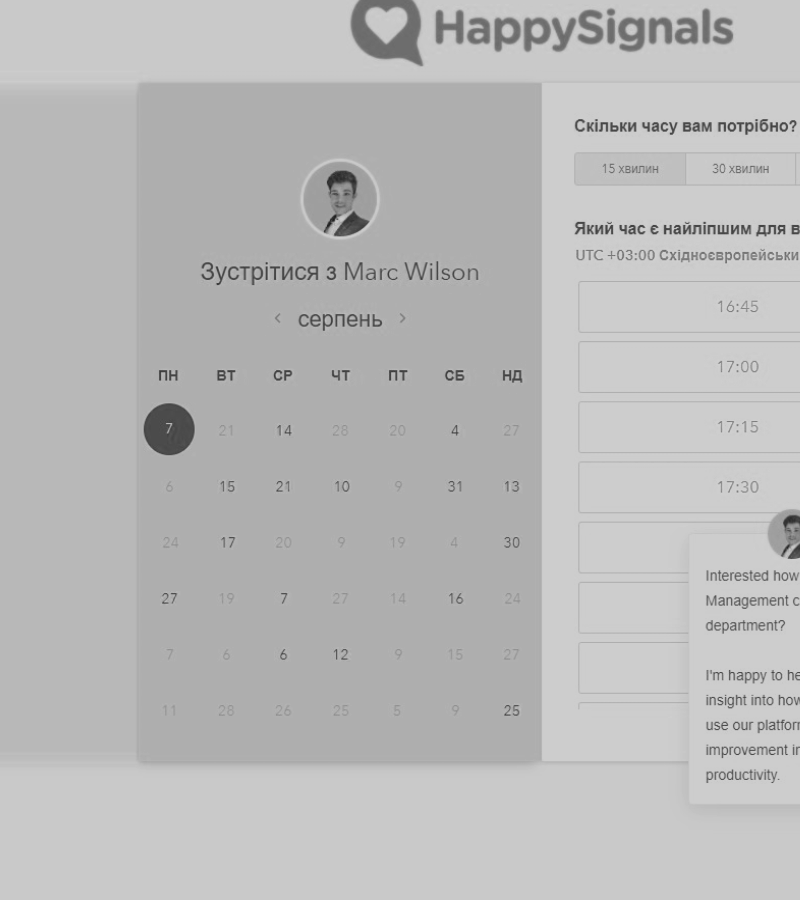 HappySignals
Зустрітися з Marc Wilson
серпень
ПН ВТ СР ЧТ ПТ СБ НД
7 21 14 28 20 4 27
6 15 21 10 9 31 13
24 17 20 9 19 4 30
27 19 7 27 14 16 24
7 6 6 12 9 15 27
11 28 26 25 5 9 25
Скільки часу вам потрібно?
15 хвилин 30 хвилин
Який час є найліпшим для в
UTC +03:00 Східноєвропейськи
16:45
17:00
17:15
17:30
Interested how
Management c
department?
I'm happy to he
insight into how
use our platfor
improvement in
productivity.